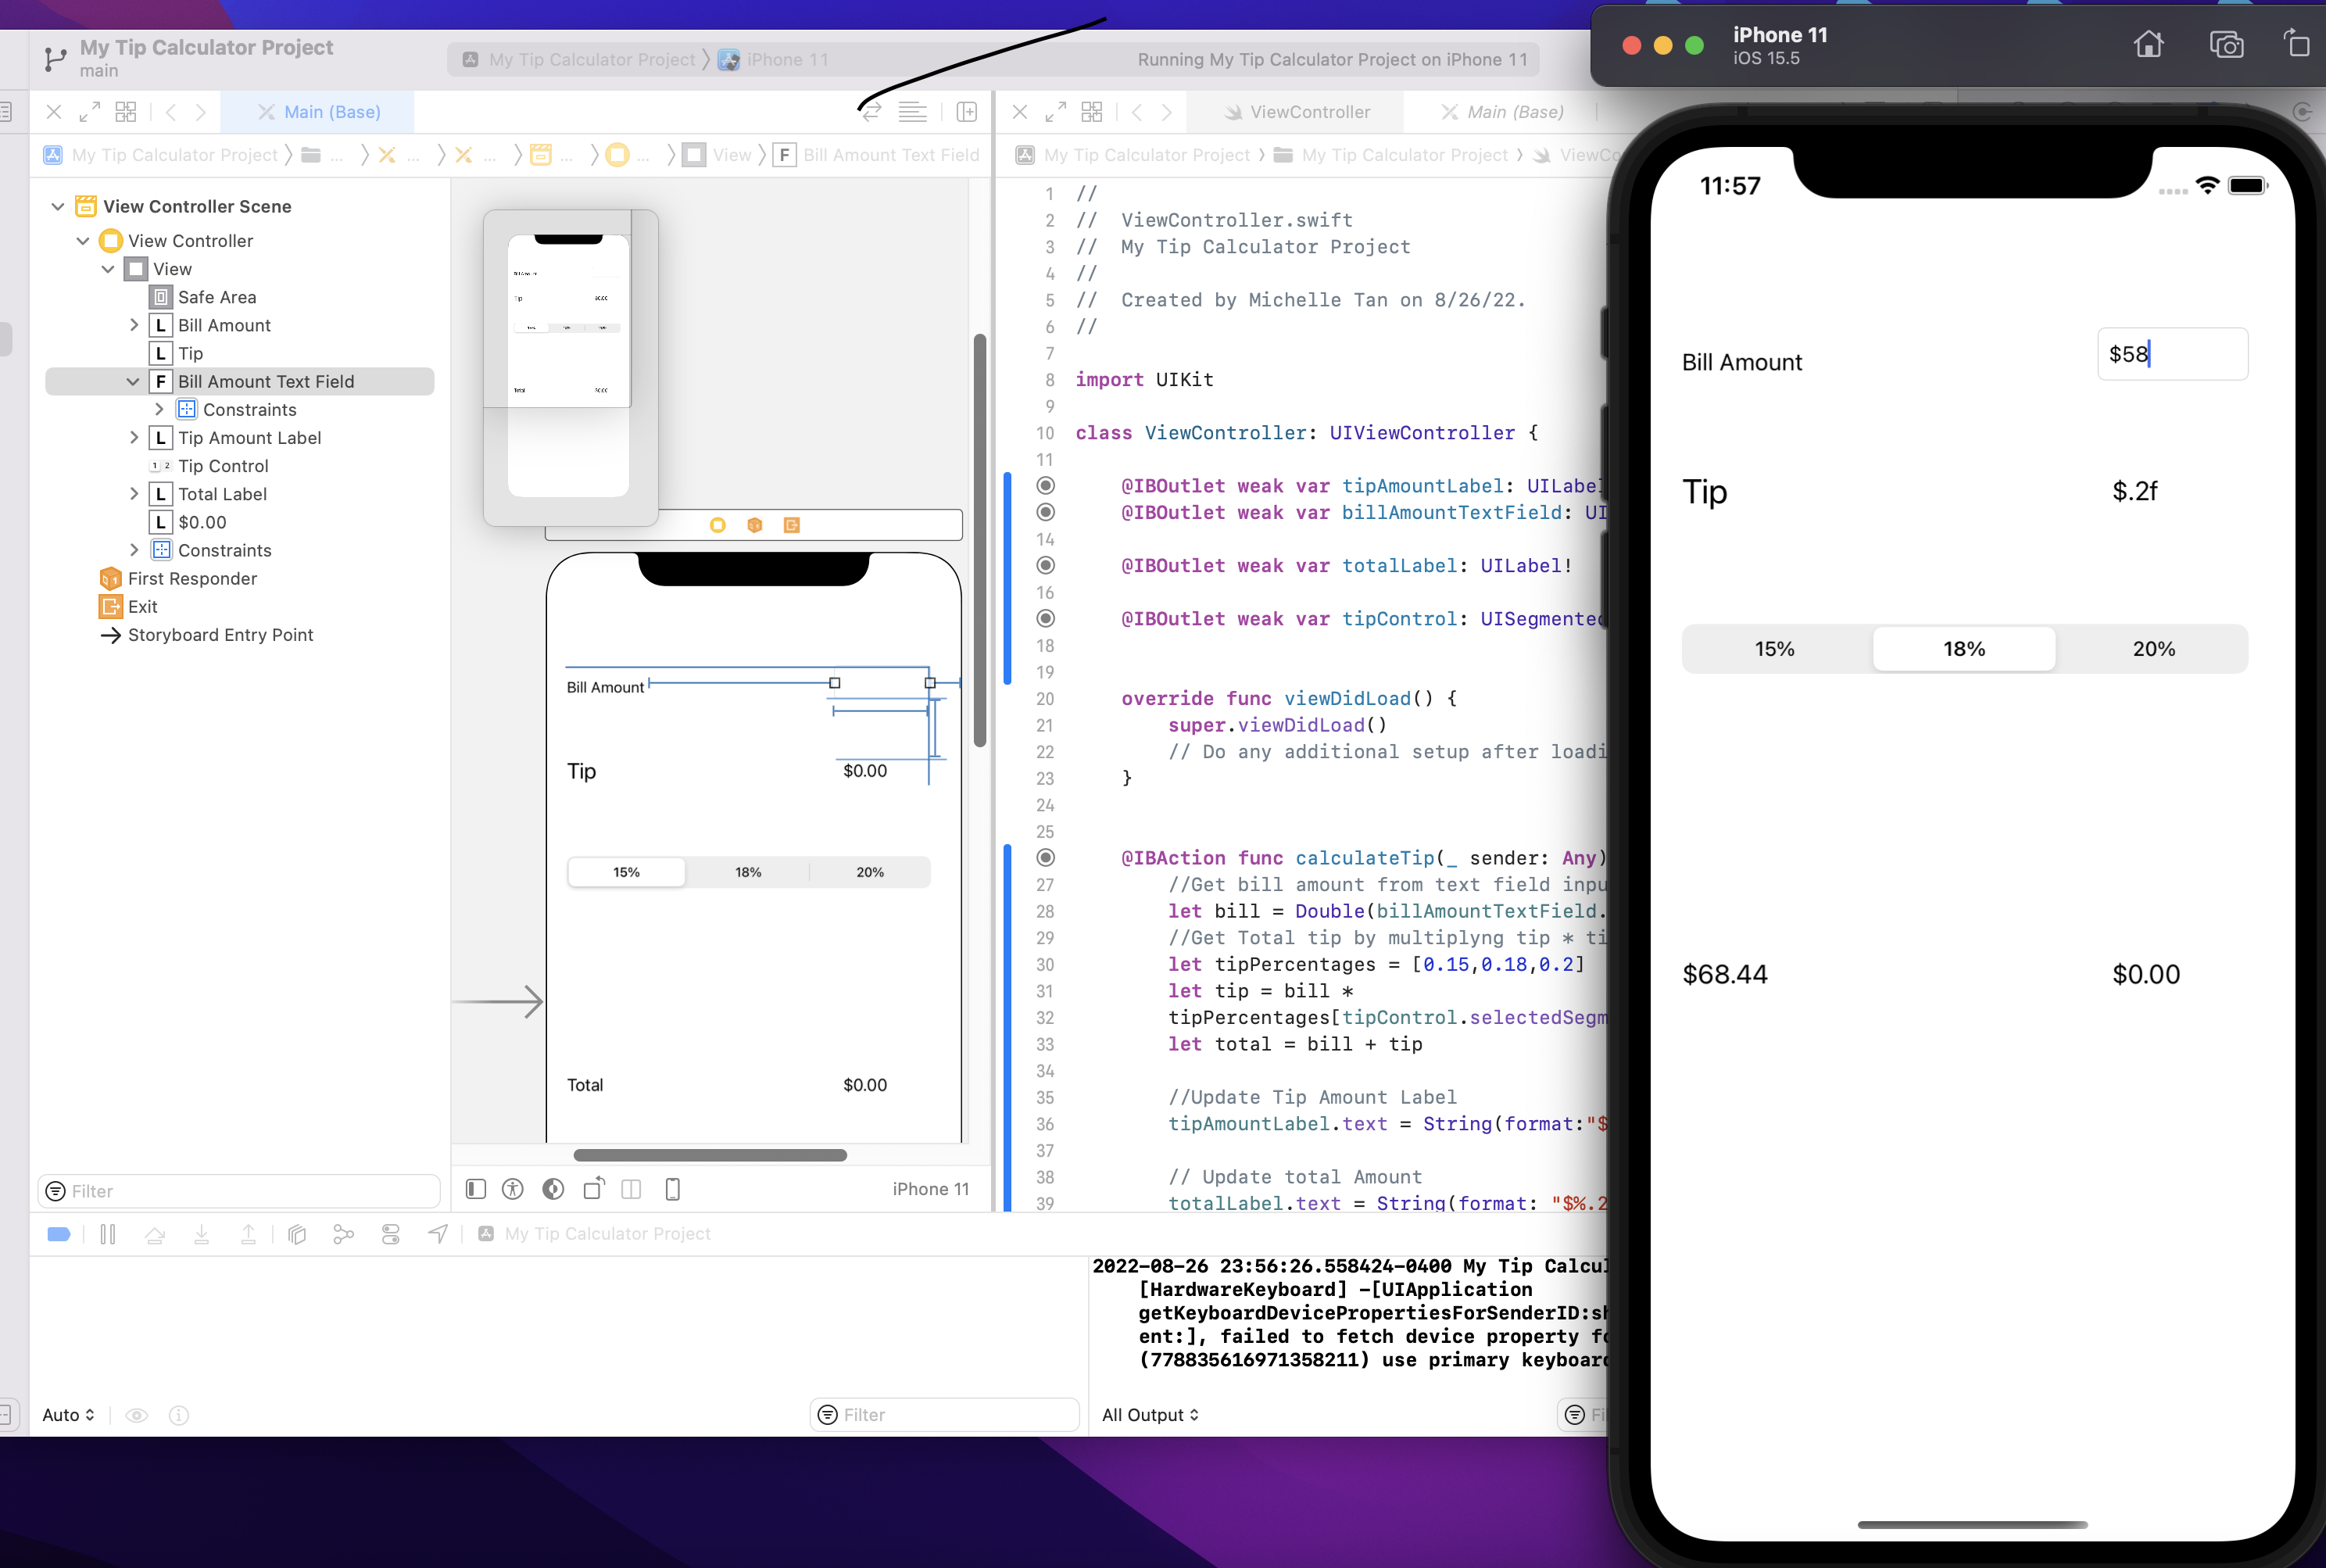 My Tip Calculator Project
main
My Tip Calculator Project
iPhone 11
Running My Tip Calculator Project on iPhone 11
Main (Base)
ViewController
Main (Base)
My Tip Calculator Project
...
...
...
...
...
View
F
Bill Amount Text Field
My Tip Calculator Project
My Tip Calculator Project
View Controller Scene
View Controller
View
Safe Area
L Bill Amount
L Tip
F Bill Amount Text Field
Constraints
L Tip Amount Label
1 2 Tip Control
L Total Label
L $0.00
Constraints
First Responder
Exit
Storyboard Entry Point
Filter
Bill Amount
Tip
$0.00
15% 18% 20%
Total
$0.00
Bill Amount
Tip
$0.00
15%
18%
20%
Total
$0.00
iPhone 11
1 //
2 // ViewController.swift
3 // My Tip Calculator Project
4 //
5 // Created by Michelle Tan on 8/26/22.
6 //
7
8 import UIKit
9
10 class ViewController: UIViewController {
11
@IBOutlet weak var tipAmountLabel: UILabel
@IBOutlet weak var billAmountTextField: UI
14
@IBOutlet weak var totalLabel: UILabel!
16
@IBOutlet weak var tipControl: UISegmented
18
19
20 override func viewDidLoad() {
21 super.viewDidLoad()
22 // Do any additional setup after loadi
23 }
24
25
@IBAction func calculateTip(_ sender: Any)
27 //Get bill amount from text field inpu
28 let bill = Double(billAmountTextField.
29 //Get Total tip by multiplyng tip * ti
30 let tipPercentages = [0.15,0.18,0.2]
31 let tip = bill *
32 tipPercentages[tipControl.selectedSegm
33 let total = bill + tip
34
35 //Update Tip Amount Label
36 tipAmountLabel.text = String(format:"$
37
38 // Update total Amount
39 totalLabel.text = String(format: "$%.2
My Tip Calculator Project
2022-08-26 23:56:26.558424-0400 My Tip Calcul
[HardwareKeyboard] -[UIApplication
getKeyboardDevicePropertiesForSenderID:sh
ent:], failed to fetch device property fo
(778835616971358211) use primary keyboard
Auto
Filter
All Output
Fi
iPhone 11
iOS 15.5
11:57
Bill Amount
$58
Tip
$.2f
15%
18%
20%
$68.44
$0.00